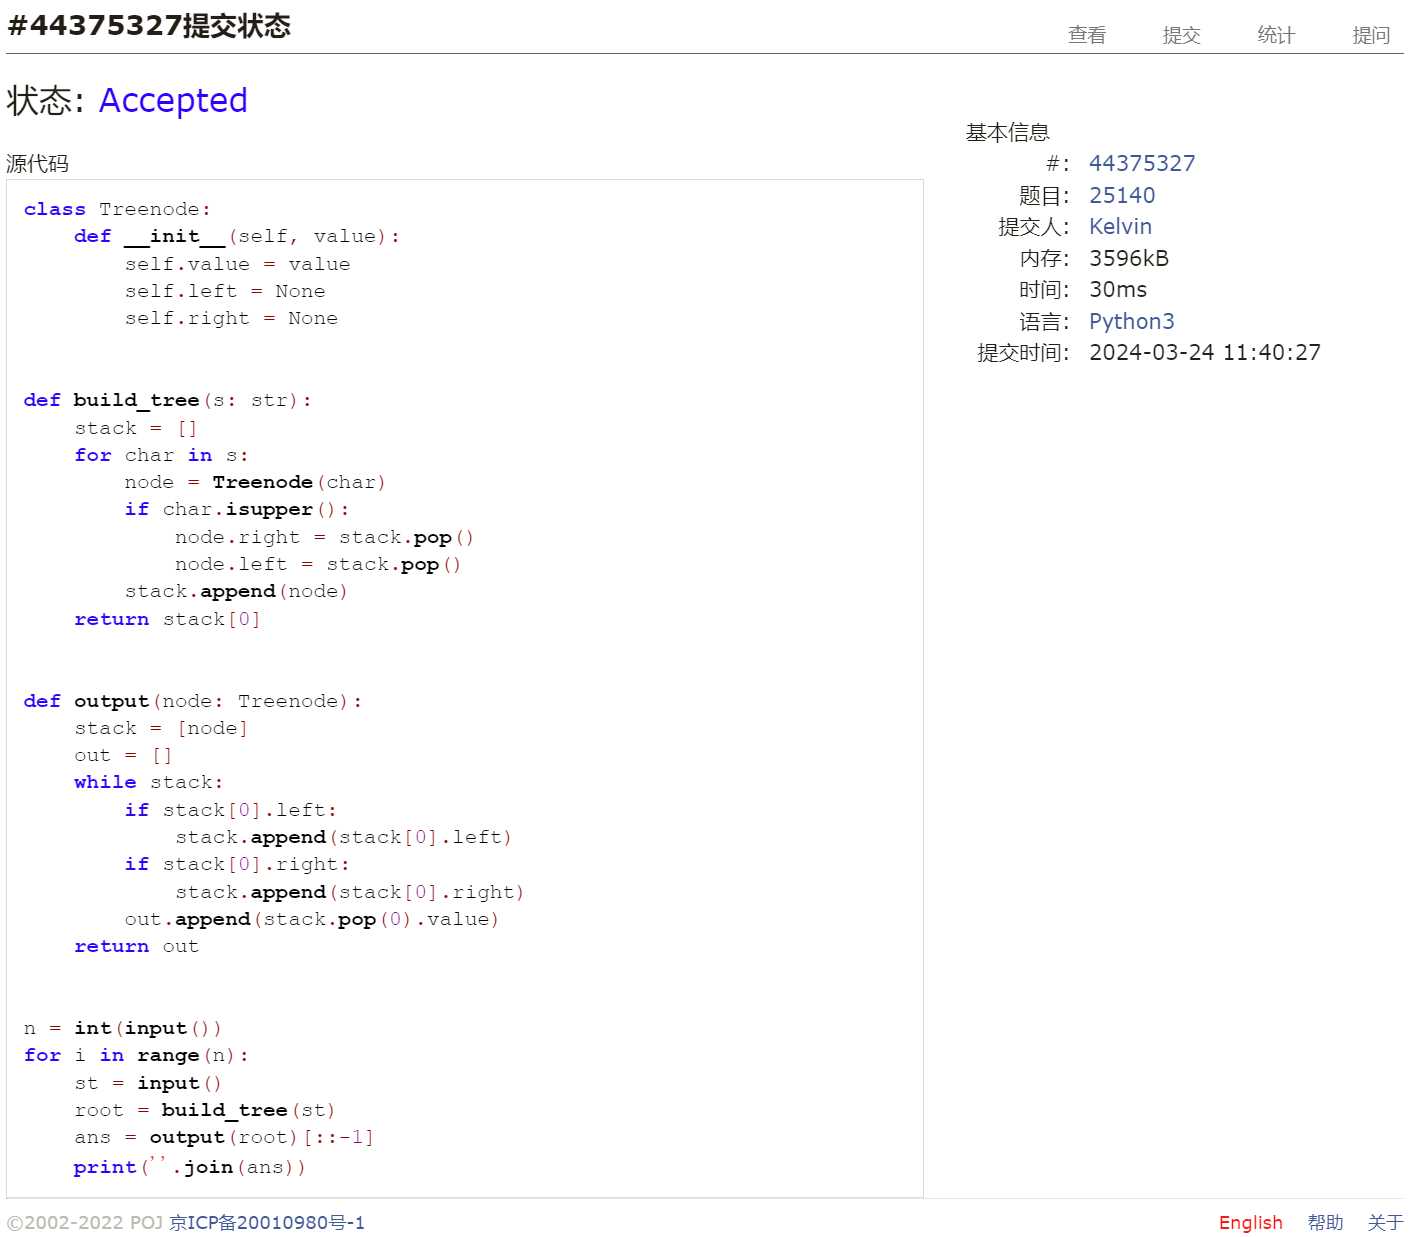 #44375327提交状态
查看 提交 统计 提问
状态: Accepted
源代码
class Treenode:
    def __init__(self, value):
        self.value = value
        self.left = None
        self.right = None
def build_tree(s: str):
    stack = []
    for char in s:
        node = Treenode(char)
        if char.isupper():
            node.right = stack.pop()
            node.left = stack.pop()
        stack.append(node)
    return stack[0]
def output(node: Treenode):
    stack = [node]
    out = []
    while stack:
        if stack[0].left:
            stack.append(stack[0].left)
        if stack[0].right:
            stack.append(stack[0].right)
        out.append(stack.pop(0).value)
    return out
n = int(input())
for i in range(n):
    st = input()
    root = build_tree(st)
    ans = output(root)[::-1]
    print(''.join(ans))
基本信息
#: 44375327
题目: 25140
提交人: Kelvin
内存: 3596kB
时间: 30ms
语言: Python3
提交时间: 2024-03-24 11:40:27
©2002-2022 POJ 京ICP备20010980号-1
English 帮助 关于